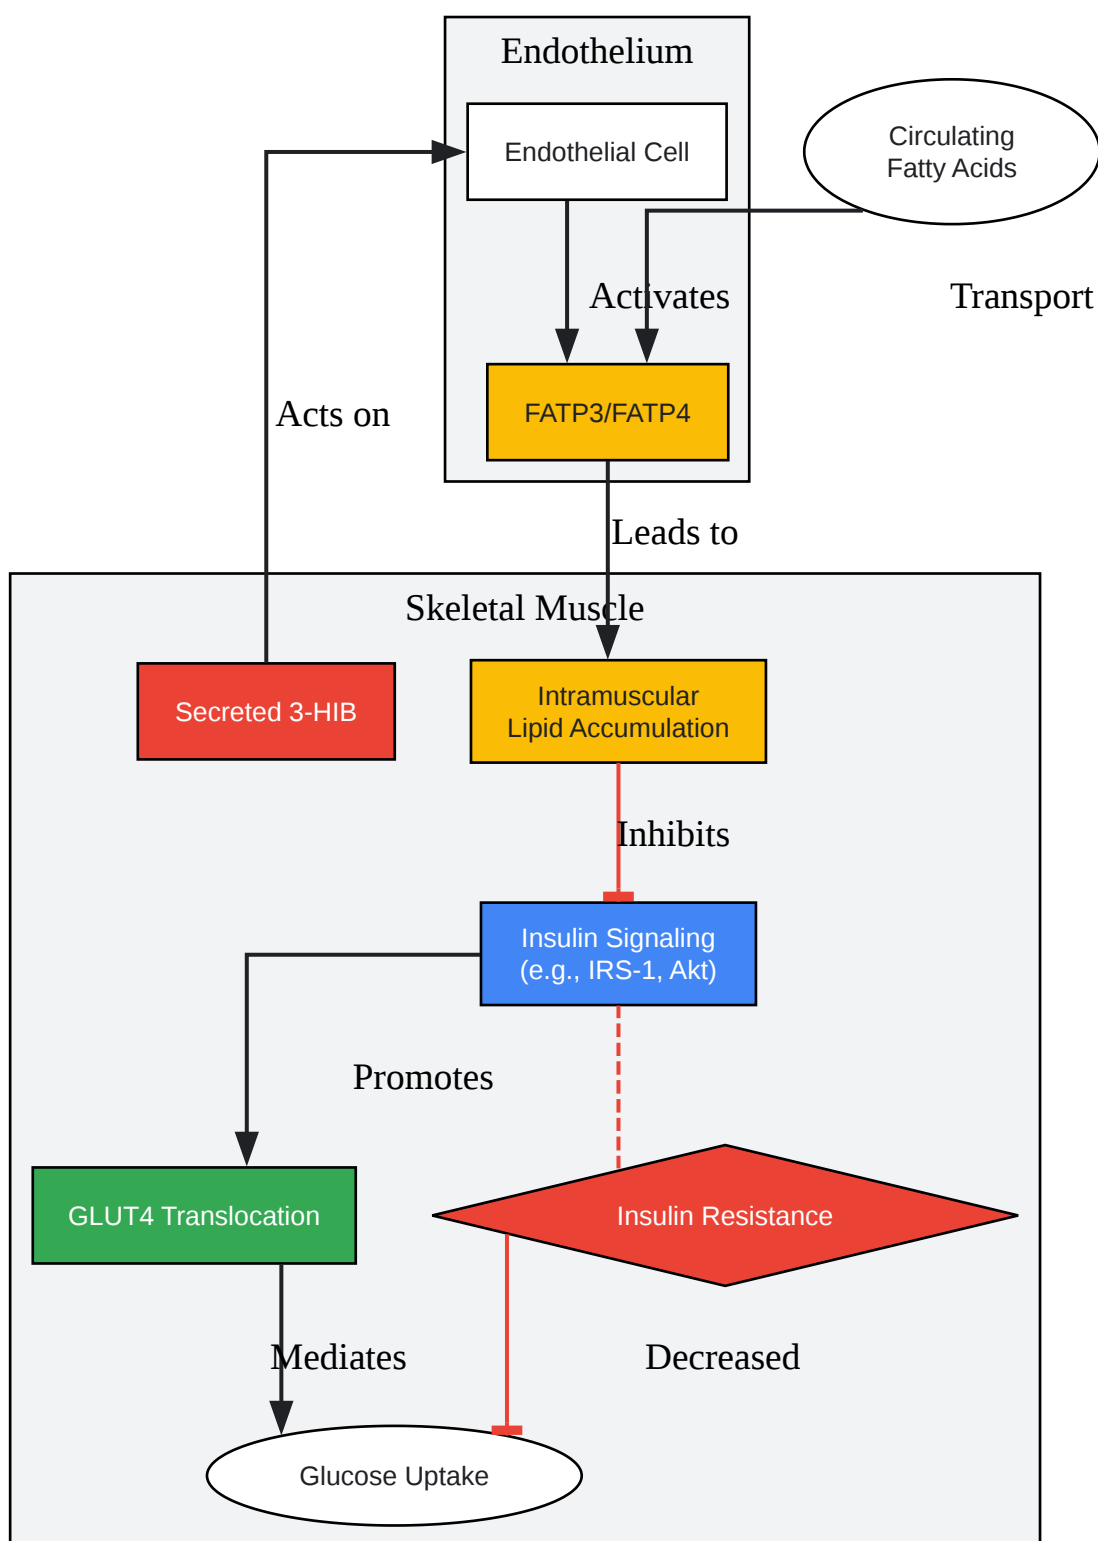 Endothelium
Endothelial Cell
Circulating
Fatty Acids
Activates
Transport
FATP3/FATP4
Acts on
Leads to
Skeletal Muscle
Secreted 3-HIB
Intramuscular
Lipid Accumulation
Inhibits
Insulin Signaling
(e.g., IRS-1, Akt)
Promotes
GLUT4 Translocation
Insulin Resistance
Mediates
Decreased
Glucose Uptake